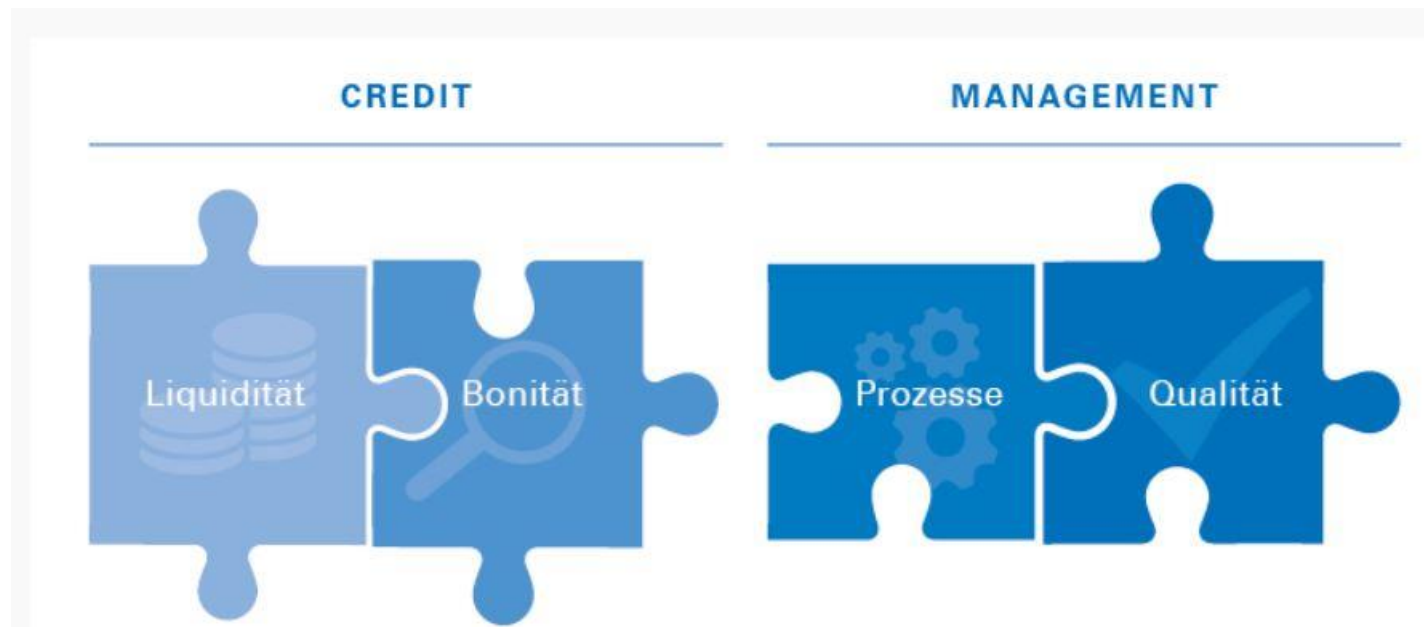 CREDIT
MANAGEMENT
Liquidität
Bonität
Prozesse
Qualität